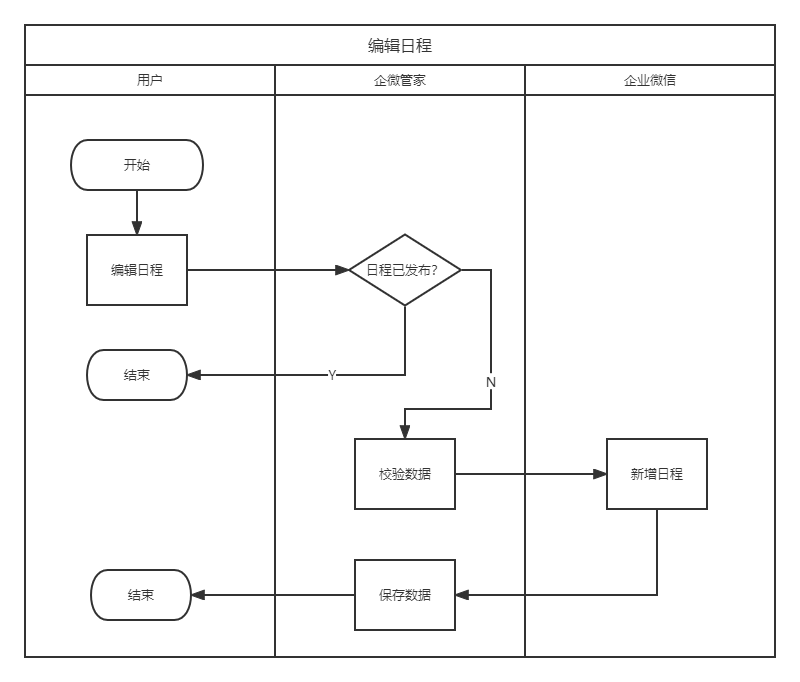 编辑日程
用户
企微管家
企业微信
开始
编辑日程
日程已发布？
结束
Y
N
校验数据
新增日程
结束
保存数据